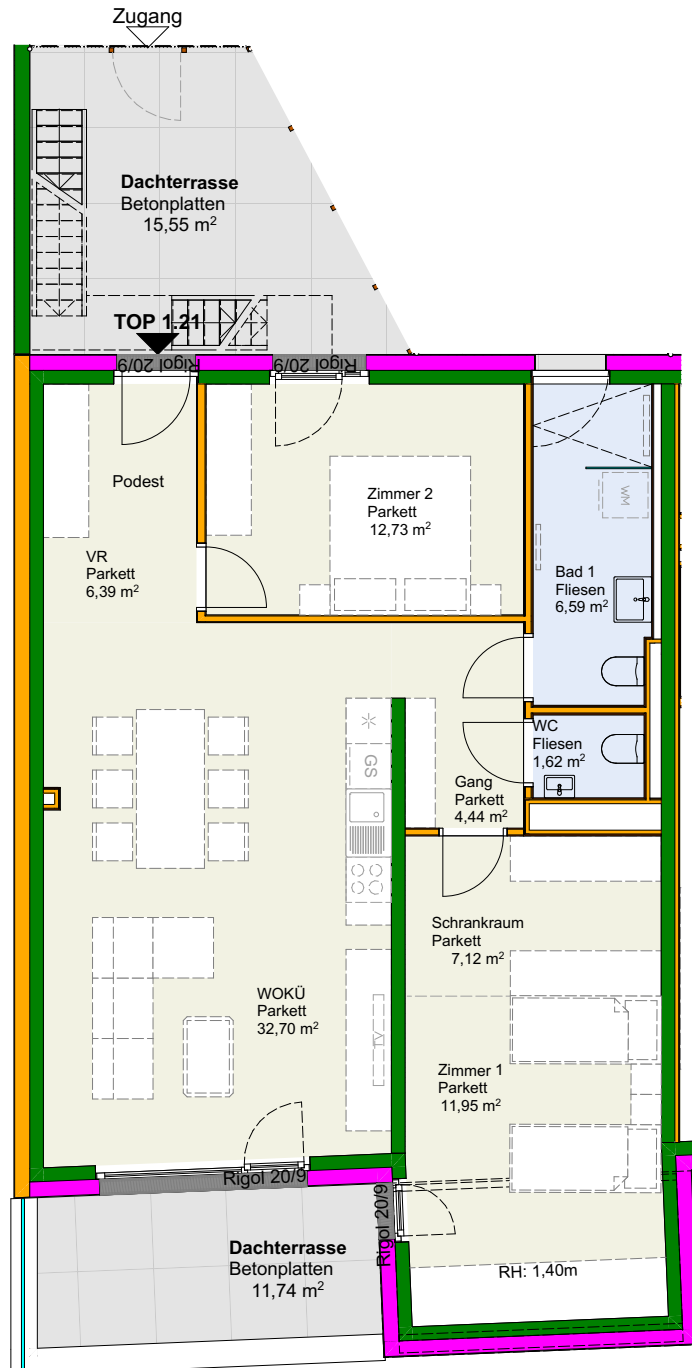 Zugang
Dachterrasse
Betonplatten
15,55 m²
TOP 1.21
Rigol 20/9
Rigol 20/9
Podest
Zimmer 2
Parkett
12,73 m²
WM
VR
Parkett
6,39 m²
Bad 1
Fliesen
6,59 m²
WC
Fliesen
1,62 m²
GS
Gang
Parkett
4,44 m²
Schrankraum
Parkett
7,12 m²
WOKÜ
Parkett
32,70 m²
Zimmer 1
Parkett
11,95 m²
Rigol 20/9
Rigol 20/9
Dachterrasse
Betonplatten
11,74 m²
RH: 1,40m